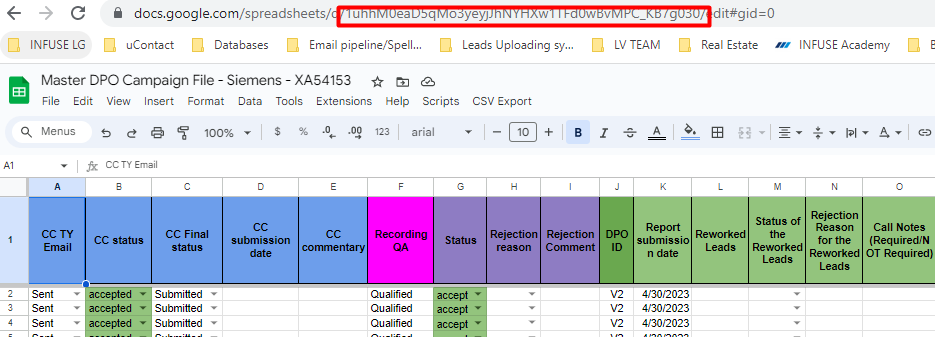 docs.google.com/spreadsheets/d/1uhhM0eaD5qMo3yeyjJhNYHXw1TFd0wBvMPC_KB7g030/edit#gid=0
INFUSE LG uContact Databases Email pipeline/Spell... Leads Uploading sy... LV TEAM Real Estate INFUSE Academy B
Master DPO Campaign File - Siemens - XA54153
File Edit View Insert Format Data Tools Extensions Help Scripts CSV Export
Menus 100% $ % .0 .00 123 arial 10 B I S A
A1 fx CC TY Email
A B C D E F G H I J K L M N O
1 CC TY Email CC status CC Final status CC submission date CC commentary Recording QA Status Rejection reason Rejection Comment DPO ID Report submissio n date Reworked Leads Status of the Reworked Leads Rejection Reason for the Reworked Leads Call Notes (Required/N OT Required)
2 Sent accepted Submitted Qualified accept V2 4/30/2023
3 Sent accepted Submitted Qualified accept V2 4/30/2023
4 Sent accepted Submitted Qualified accept V2 4/30/2023